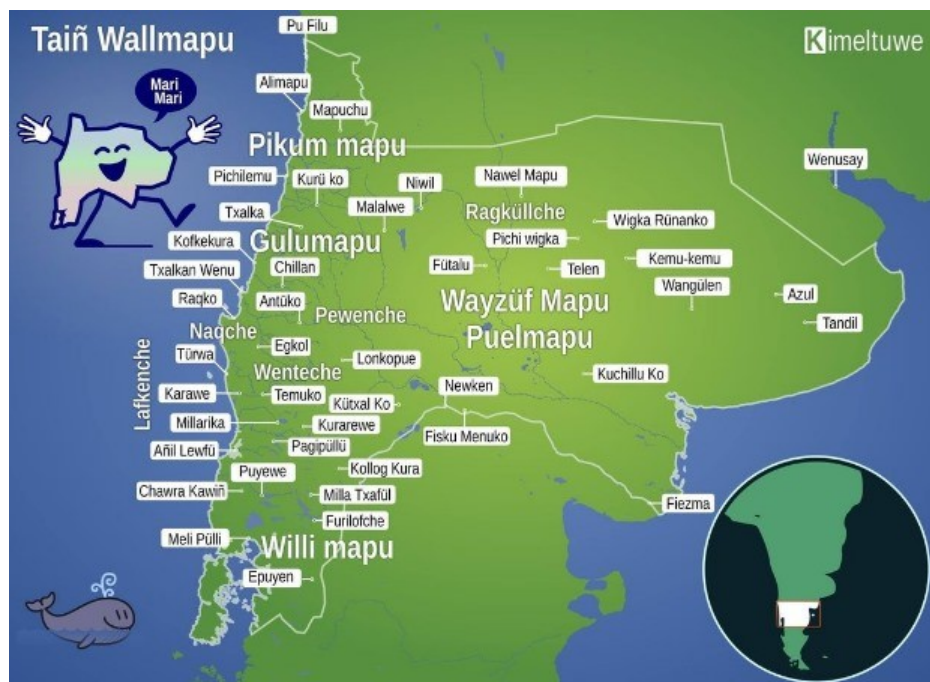 Taiñ Wallmapu
Pu Filu
Kimeltuwe
Mari
Mari
Alimapu
Mapuchu
Pikum mapu
Wenusay
Pichilemu
Kurü ko
Niwil
Nawel Mapu
Malalwe
Txalka
Ragküllche
Wigka Rünanko
Kofkekura
Gulumapu
Pichi wigka
Txalkan Wenu
Chillan
Fütalu
Telen
Kemu-kemu
Raqko
Antüko
Wayzüf Mapu
Wangülen
Azul
Naqche
Pewenche
Puelmapu
Tandil
Lafkenche
Türwa
Egkol
Lonkopue
Wenteche
Kuchillu Ko
Karawe
Temuko
Kütxal Ko
Newken
Millarika
Kurarewe
Fisku Menuko
Añil Lewfü
Pagipüllü
Puyewe
Kollog Kura
Chawra Kawiñ
Milla Txafül
Fiezma
Furilofche
Meli Pülli
Willi mapu
Epuyen